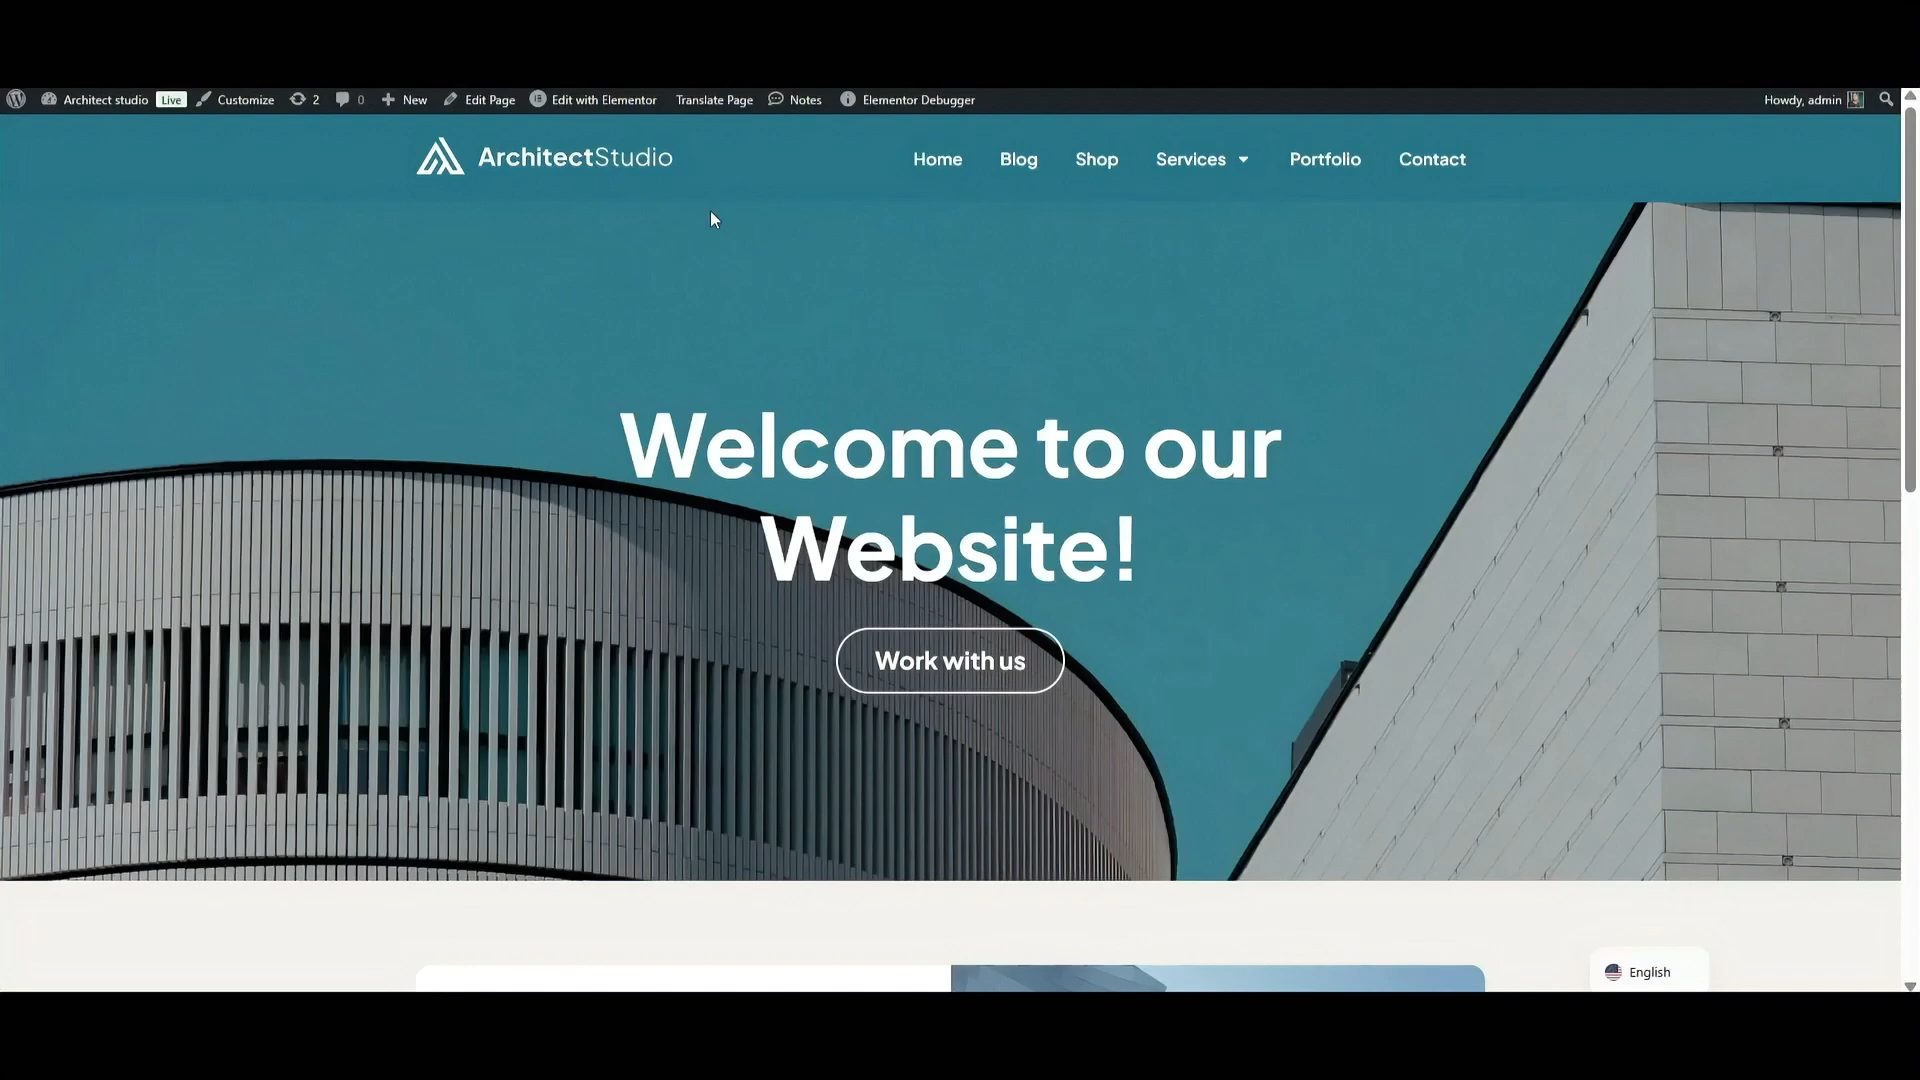 Architect studio Live Customize 2 0 New Edit Page Edit with Elementor Translate Page Notes Elementor Debugger Howdy, admin
ArchitectStudio Home Blog Shop Services Portfolio Contact
Welcome to our
Website!
Work with us
English